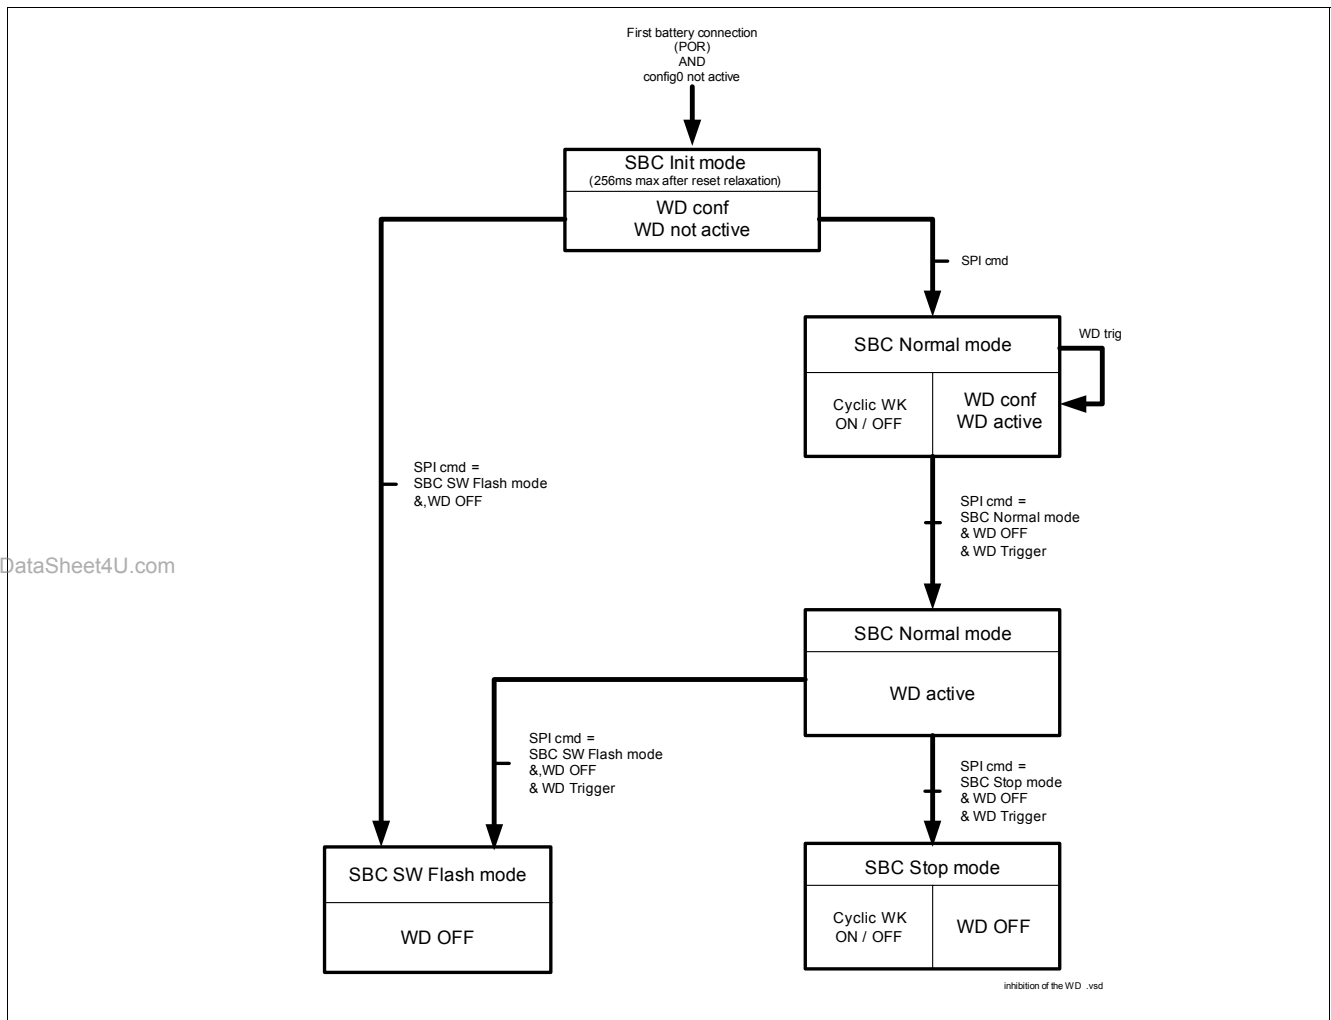 First battery connection
(POR)
AND
config0 not active
SBC Init mode
(256ms max after reset relaxation)
WD conf
WD not active
SPI cmd
SBC Normal mode
WD trig
Cyclic WK
ON / OFF
WD conf
WD active
SPI cmd =
SBC SW Flash mode
&,WD OFF
SPI cmd =
SBC Normal mode
& WD OFF
& WD Trigger
DataSheet4U.com
SBC Normal mode
WD active
SPI cmd =
SBC SW Flash mode
&,WD OFF
& WD Trigger
SPI cmd =
SBC Stop mode
& WD OFF
& WD Trigger
SBC SW Flash mode
WD OFF
SBC Stop mode
Cyclic WK
ON / OFF
WD OFF
inhibition of the WD .vsd